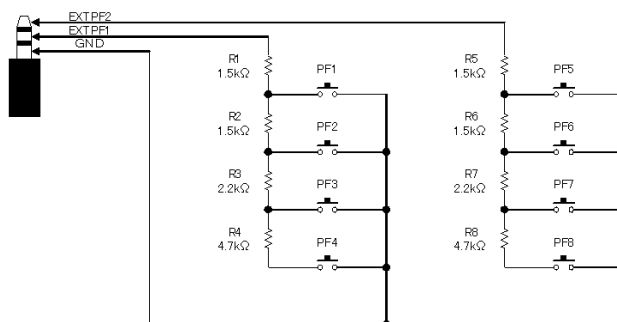 EXTPF2
EXTPF1
GND
R1
1.5kΩ
PF1
R2
1.5kΩ
PF2
R3
2.2kΩ
PF3
R4
4.7kΩ
PF4
R5
1.5kΩ
PF5
R6
1.5kΩ
PF6
R7
2.2kΩ
PF7
R8
4.7kΩ
PF8